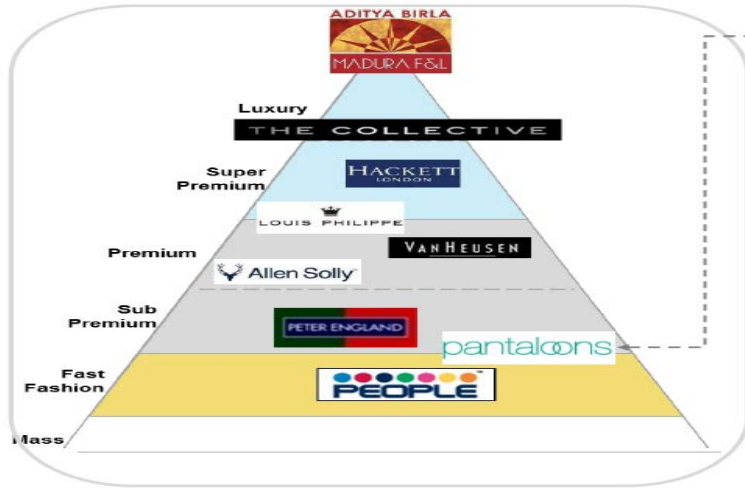 ADITYA BIRLA
MADURA F&L
Luxury
THE COLLECTIVE
Super
Premium
HACKETT
LONDON
LOUIS PHILIPPE
Premium
VAN HEUSEN
Allen Solly
Sub
Premium
PETER ENGLAND
pantaloons
Fast
Fashion
PEOPLE
Mass